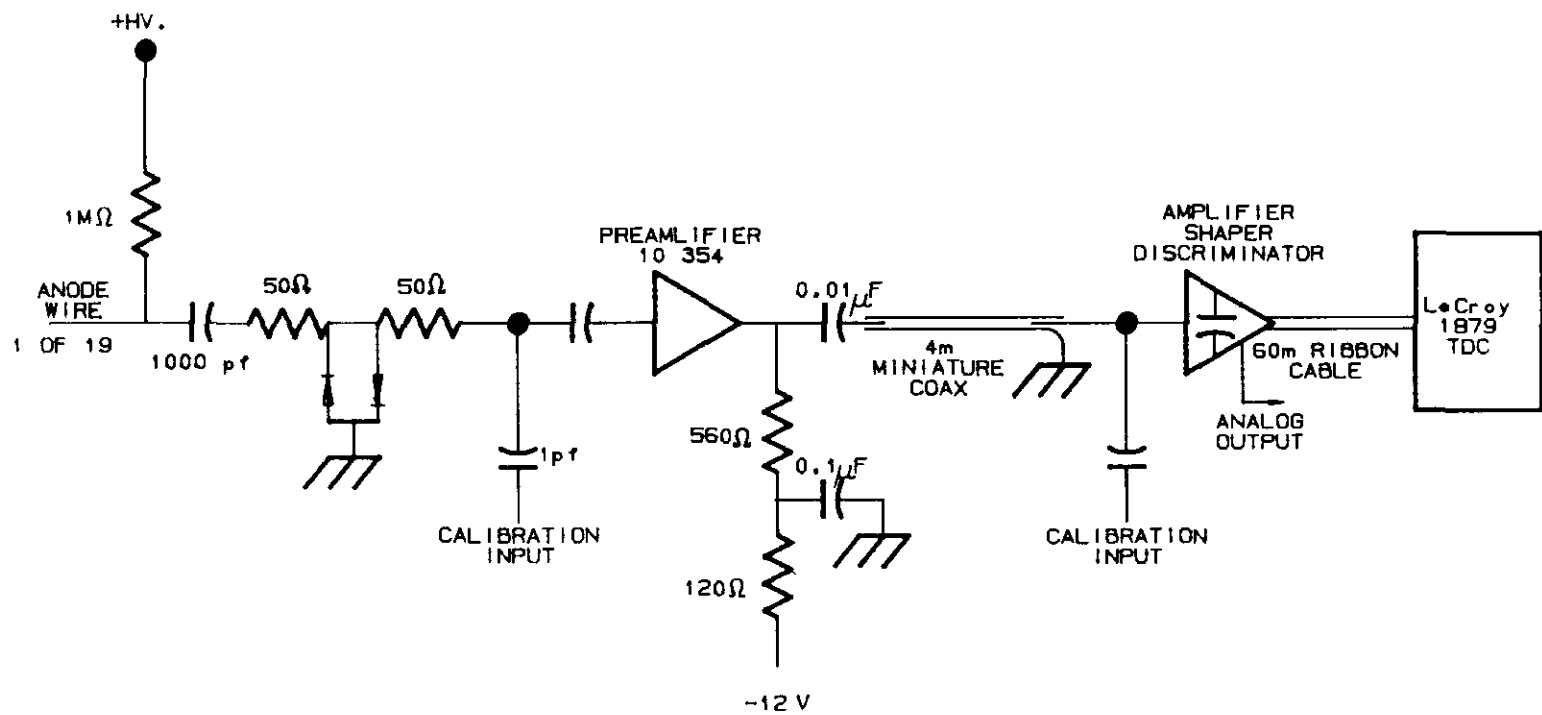 +HV.
1MΩ
ANODE
WIRE
1 OF 19
1000 pf
50Ω
50Ω
1pf
CALIBRATION
INPUT
PREAMLIFIER
10 354
0.01μF
560Ω
0.1μF
120Ω
-12 V
4m
MINIATURE
COAX
CALIBRATION
INPUT
AMPLIFIER
SHAPER
DISCRIMINATOR
ANALOG
OUTPUT
60m RIBBON
CABLE
LeCroy
1879
TDC